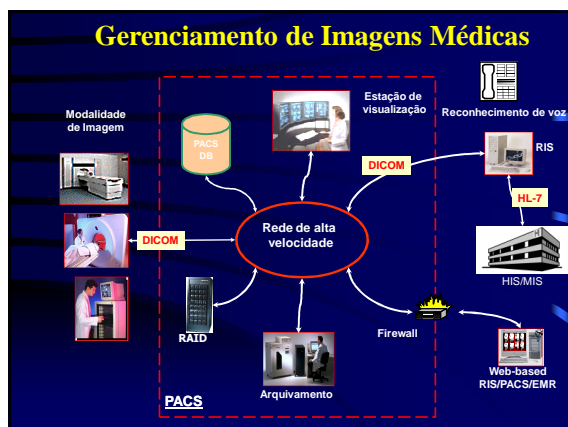 Gerenciamento de Imagens Médicas
Modalidade
de Imagem
PACS
DB
Estação de
visualização
Reconhecimento de voz
RIS
DICOM
HL-7
DICOM
Rede de alta
velocidade
HIS/MIS
RAID
Arquivamento
Firewall
Web-based
RIS/PACS/EMR
PACS